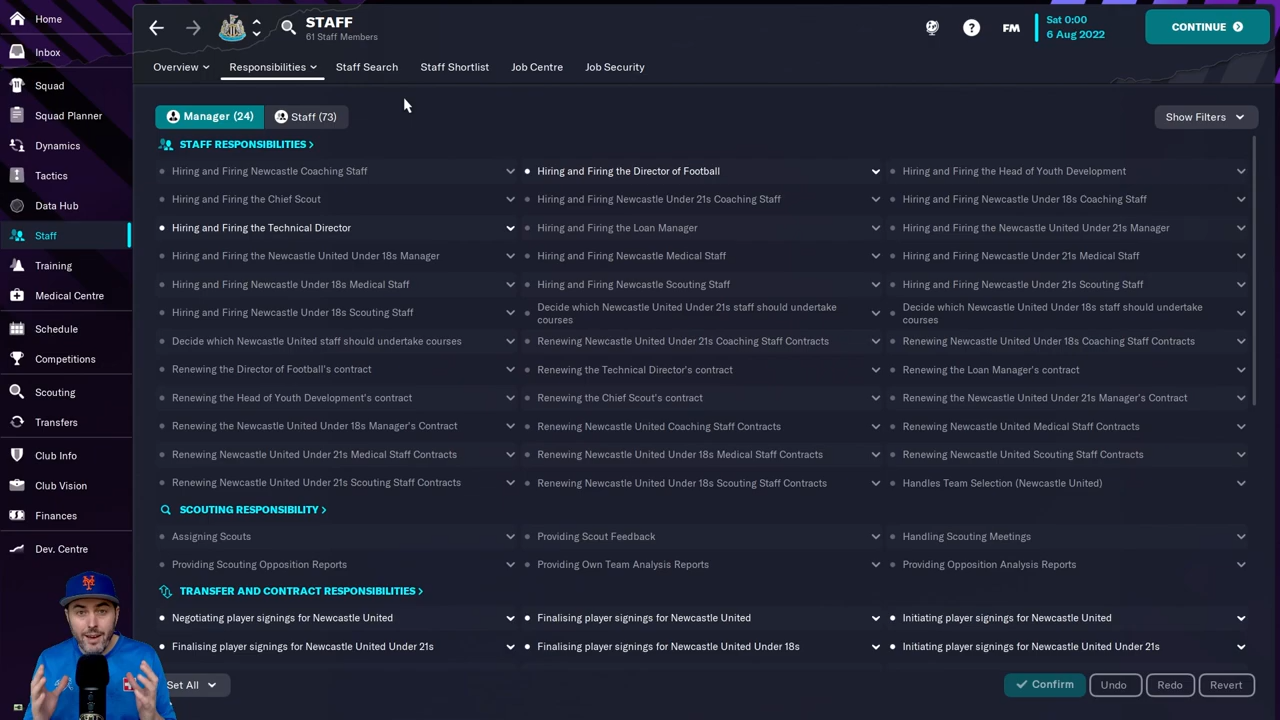 Home
Inbox
Squad
Squad Planner
Dynamics
Tactics
Data Hub
Staff
Training
Medical Centre
Schedule
Competitions
Scouting
Transfers
Club Info
Club Vision
Finances
Dev. Centre
STAFF
61 Staff Members
FM
Sat 0:00
6 Aug 2022
CONTINUE
Overview Responsibilities Staff Search Staff Shortlist Job Centre Job Security
Manager (24) Staff (73) Show Filters
STAFF RESPONSIBILITIES >
Hiring and Firing Newcastle Coaching Staff
Hiring and Firing the Director of Football
Hiring and Firing the Head of Youth Development
Hiring and Firing the Chief Scout
Hiring and Firing Newcastle Under 21s Coaching Staff
Hiring and Firing Newcastle Under 18s Coaching Staff
Hiring and Firing the Technical Director
Hiring and Firing the Loan Manager
Hiring and Firing the Newcastle United Under 21s Manager
Hiring and Firing the Newcastle United Under 18s Manager
Hiring and Firing Newcastle Medical Staff
Hiring and Firing Newcastle Under 21s Medical Staff
Hiring and Firing Newcastle Under 18s Medical Staff
Hiring and Firing Newcastle Scouting Staff
Hiring and Firing Newcastle Under 21s Scouting Staff
Hiring and Firing Newcastle Under 18s Scouting Staff
Decide which Newcastle United Under 21s staff should undertake
courses
Decide which Newcastle United Under 18s staff should undertake
courses
Decide which Newcastle United staff should undertake courses
Renewing Newcastle United Under 21s Coaching Staff Contracts
Renewing Newcastle United Under 18s Coaching Staff Contracts
Renewing the Director of Football's contract
Renewing the Technical Director's contract
Renewing the Loan Manager's contract
Renewing the Head of Youth Development's contract
Renewing the Chief Scout's contract
Renewing the Newcastle United Under 21s Manager's Contract
Renewing the Newcastle United Under 18s Manager's Contract
Renewing Newcastle United Coaching Staff Contracts
Renewing Newcastle United Medical Staff Contracts
Renewing Newcastle United Under 21s Medical Staff Contracts
Renewing Newcastle United Under 18s Medical Staff Contracts
Renewing Newcastle United Scouting Staff Contracts
Renewing Newcastle United Under 21s Scouting Staff Contracts
Renewing Newcastle United Under 18s Scouting Staff Contracts
Handles Team Selection (Newcastle United)
SCOUTING RESPONSIBILITY >
Assigning Scouts
Providing Scout Feedback
Handling Scouting Meetings
Providing Scouting Opposition Reports
Providing Own Team Analysis Reports
Providing Opposition Analysis Reports
TRANSFER AND CONTRACT RESPONSIBILITIES >
Negotiating player signings for Newcastle United
Finalising player signings for Newcastle United
Initiating player signings for Newcastle United
Finalising player signings for Newcastle United Under 21s
Finalising player signings for Newcastle United Under 18s
Initiating player signings for Newcastle United Under 21s
Set All
Confirm Undo Redo Revert